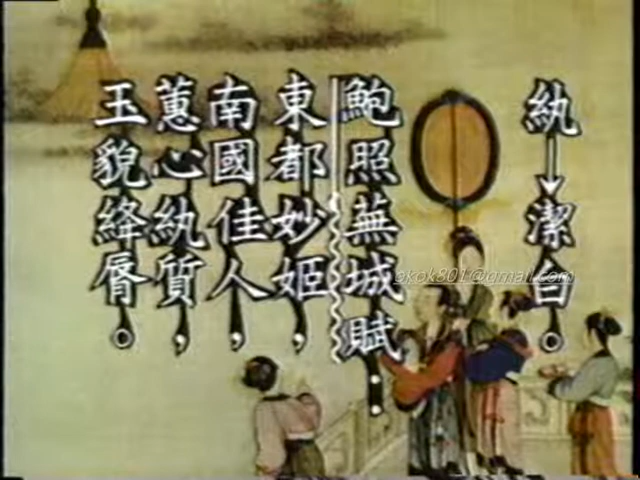 紈→潔白。
鮑照蕪城賦：
東都妙姬，
南國佳人，
蕙心紈質，
玉貌絳脣。
okok801@gmail.com